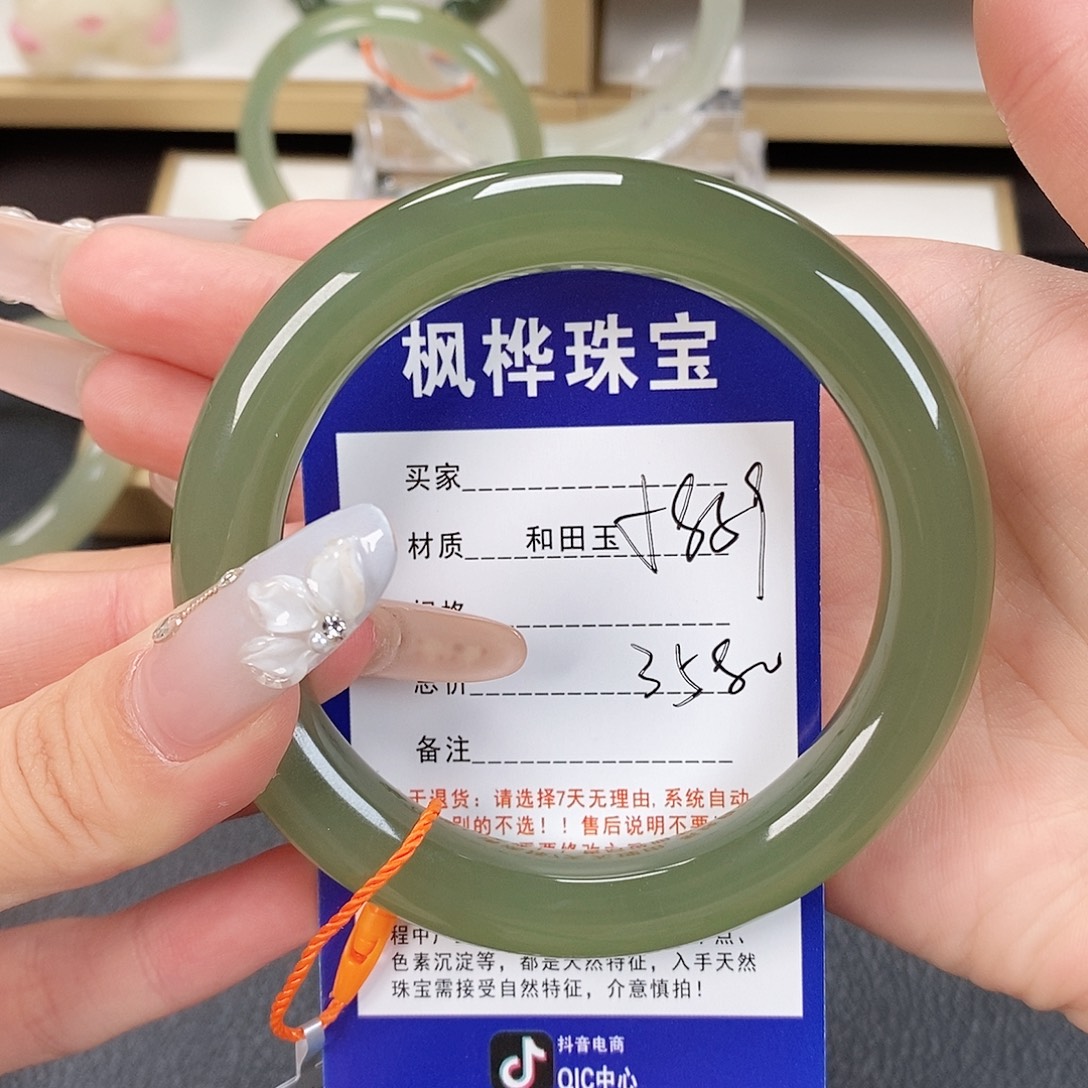 枫桦珠宝
买家
材质 和田玉
总价 3580
备注
退货：请选择7天无理由，系统自动
别的不选！！售后说明不要
色素沉淀等，都是天然特征，入手天然
珠宝需接受自然特征，介意慎拍！
抖音电商
QIC中心